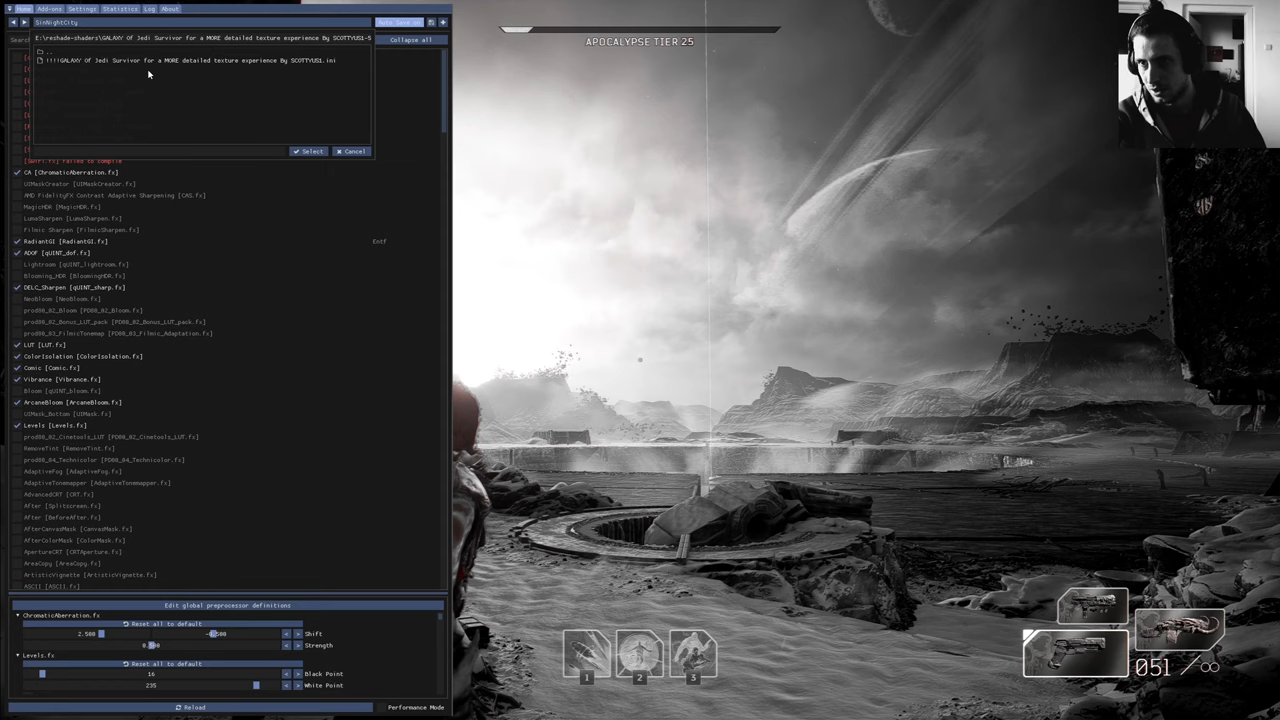 Home Add-ons Settings Statistics Log About
SinNightCity
Auto Save on
E:\reshade-shaders\GALAXY Of Jedi Survivor for a MORE detailed texture experience By SCOTTYUS1-5
Collapse all
..
!!!!GALAXY Of Jedi Survivor for a MORE detailed texture experience By SCOTTYUS1.ini
Select
Cancel
failed to compile
CA [ChromaticAberration.fx]
UIMaskCreator [UIMaskCreator.fx]
AMD FidelityFX Contrast Adaptive Sharpening [CAS.fx]
MagicHDR [MagicHDR.fx]
LumaSharpen [LumaSharpen.fx]
Filmic Sharpen [FilmicSharpen.fx]
RadiantGI [RadiantGI.fx]
Entf
ADOF [qUINT_dof.fx]
Lightroom [qUINT_lightroom.fx]
Blooming_HDR [BloomingHDR.fx]
DELC_Sharpen [qUINT_sharp.fx]
NeoBloom [NeoBloom.fx]
prod80_02_Bloom [PD80_02_Bloom.fx]
prod80_02_Bonus_LUT_pack [PD80_02_Bonus_LUT_pack.fx]
prod80_03_FilmicTonemap [PD80_03_Filmic_Adaptation.fx]
LUT [LUT.fx]
ColorIsolation [ColorIsolation.fx]
Comic [Comic.fx]
Vibrance [Vibrance.fx]
Bloom [qUINT_bloom.fx]
ArcaneBloom [ArcaneBloom.fx]
UIMask_Bottom [UIMask.fx]
Levels [Levels.fx]
prod80_02_Cinetools_LUT [PD80_02_Cinetools_LUT.fx]
RemoveTint [RemoveTint.fx]
prod80_04_Technicolor [PD80_04_Technicolor.fx]
AdaptiveFog [AdaptiveFog.fx]
AdaptiveTonemapper [AdaptiveTonemapper.fx]
AdvancedCRT [CRT.fx]
After [Splitscreen.fx]
After [BeforeAfter.fx]
AfterCanvasMask [CanvasMask.fx]
AfterColorMask [ColorMask.fx]
ApertureCRT [CRTAperture.fx]
AreaCopy [AreaCopy.fx]
ArtisticVignette [ArtisticVignette.fx]
ASCII [ASCII.fx]
Edit global preprocessor definitions
ChromaticAberration.fx
Reset all to default
2.500
-0.500
< > Shift
< > Strength
Levels.fx
Reset all to default
16
< > Black Point
235
< > White Point
Reload
Performance Mode
APOCALYPSE TIER 25
1
2
3
051
/∞